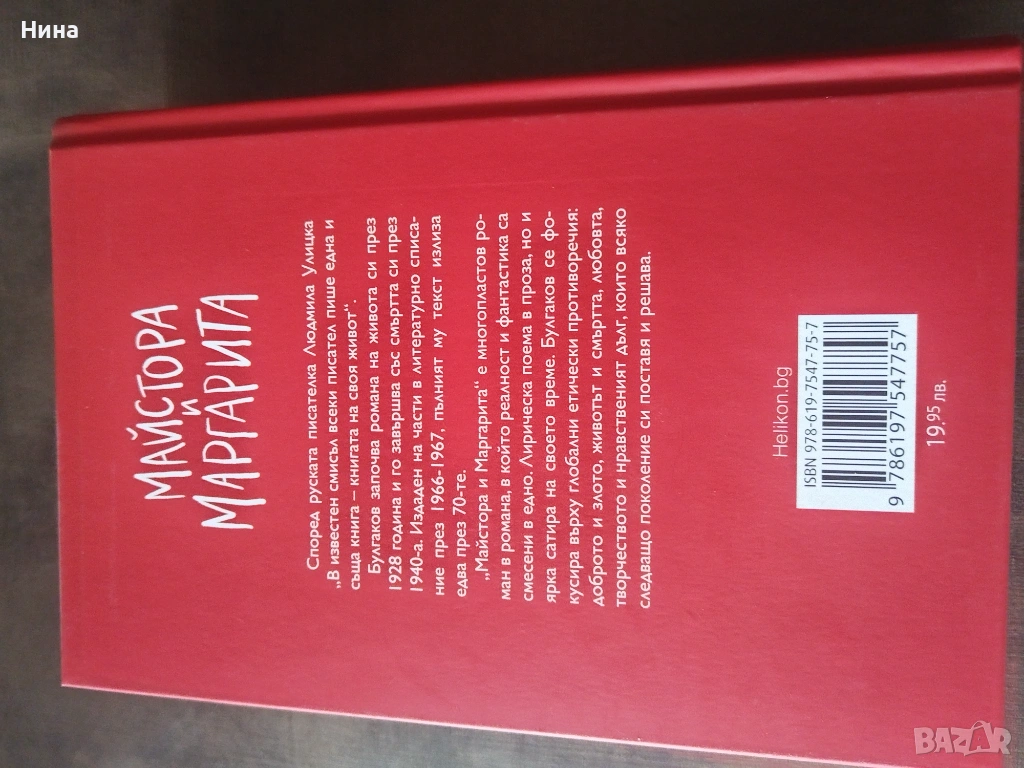 Нина
МАЙСТОРА
И
МАРГАРИТА
Според руската писателка Людмила Улицка
„В известен смисъл всеки писател пише една и
съща книга – книгата на своя живот“.
Булгаков започва романа на живота си през
1928 година и го завършва със смъртта си през
1940-а. Издаден на части в литературно списа-
ние през 1966-1967, пълният му текст излиза
едва през 70-те.
„Майстора и Маргарита“ е многопластов ро-
ман в романа, в който реалност и фантастика са
смесени в едно. Лирическа поема в проза, но и
ярка сатира на своето време. Булгаков се фо-
кусира върху глобални етически противоречия:
доброто и злото, животът и смъртта, любовта,
творчеството и нравственият дълг, които всяко
следващо поколение си поставя и решава.
Helikon.bg
ISBN 978-619-7547-75-7
9 786197 547757
19.95 лв.
BAZAR